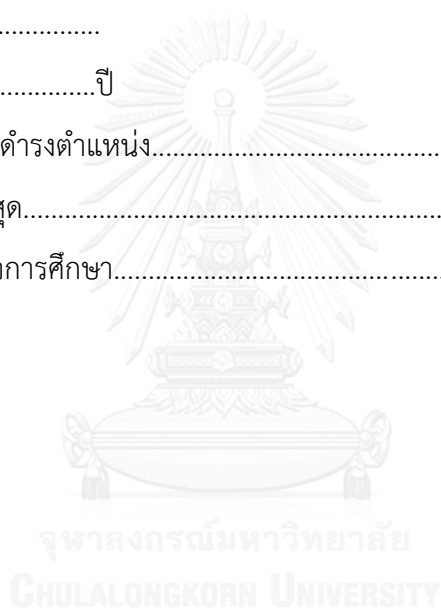 ...............
..............ปี
ดำรงตำแหน่ง..........................................
สุด............................................................
การศึกษา...............................................
จุฬาลงกรณ์มหาวิทยาลัย
CHULALONGKORN UNIVERSITY